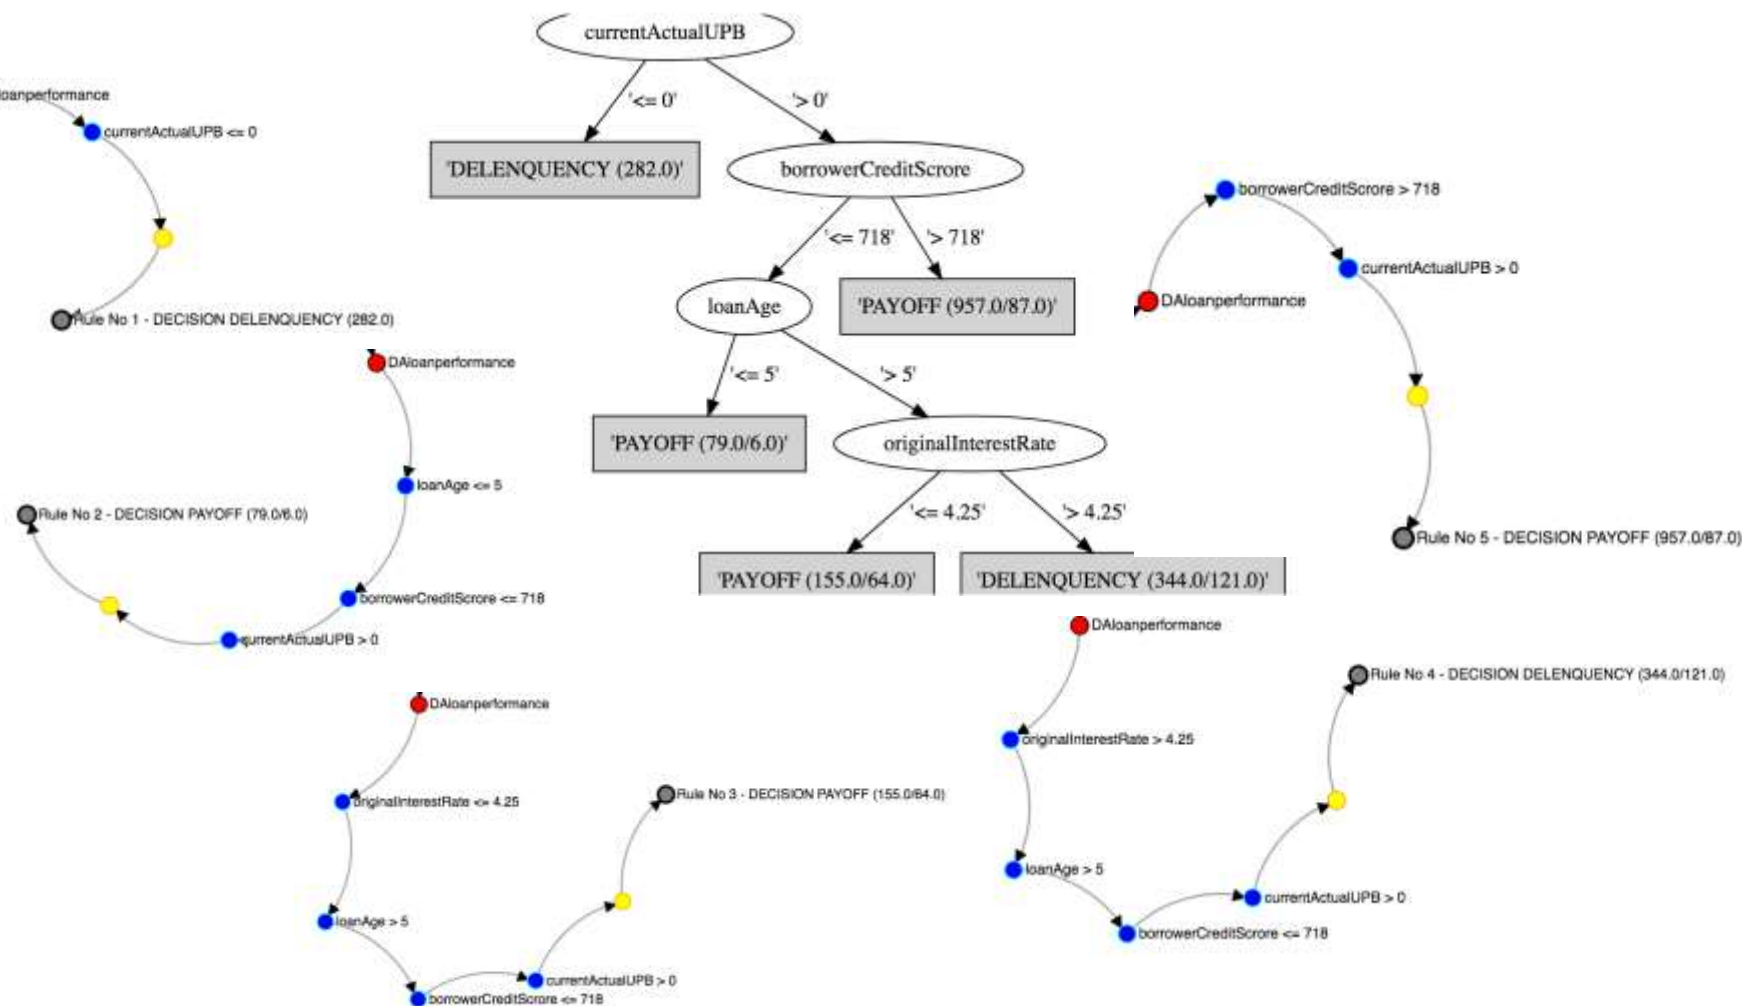 currentActualUPB
'<= 0'
'> 0'
'DELENQUENCY (282.0)'
borrowerCreditScrore
'<= 718'
'> 718'
loanAge
'PAYOFF (957.0/87.0)'
'<= 5'
'> 5'
'PAYOFF (79.0/6.0)'
originalInterestRate
'<= 4.25'
'> 4.25'
'PAYOFF (155.0/64.0)'
'DELENQUENCY (344.0/121.0)'
oanperformance
currentActualUPB <= 0
Rule No 1 - DECISION DELENQUENCY (282.0)
DAloanperformance
loanAge <= 5
borrowerCreditScrore <= 718
currentActualUPB > 0
Rule No 2 - DECISION PAYOFF (79.0/6.0)
DAloanperformance
originalInterestRate <= 4.25
loanAge > 5
borrowerCreditScrore <= 718
currentActualUPB > 0
Rule No 3 - DECISION PAYOFF (155.0/64.0)
DAloanperformance
originalInterestRate > 4.25
loanAge > 5
borrowerCreditScrore <= 718
currentActualUPB > 0
Rule No 4 - DECISION DELENQUENCY (344.0/121.0)
DAloanperformance
borrowerCreditScrore > 718
currentActualUPB > 0
Rule No 5 - DECISION PAYOFF (957.0/87.0)